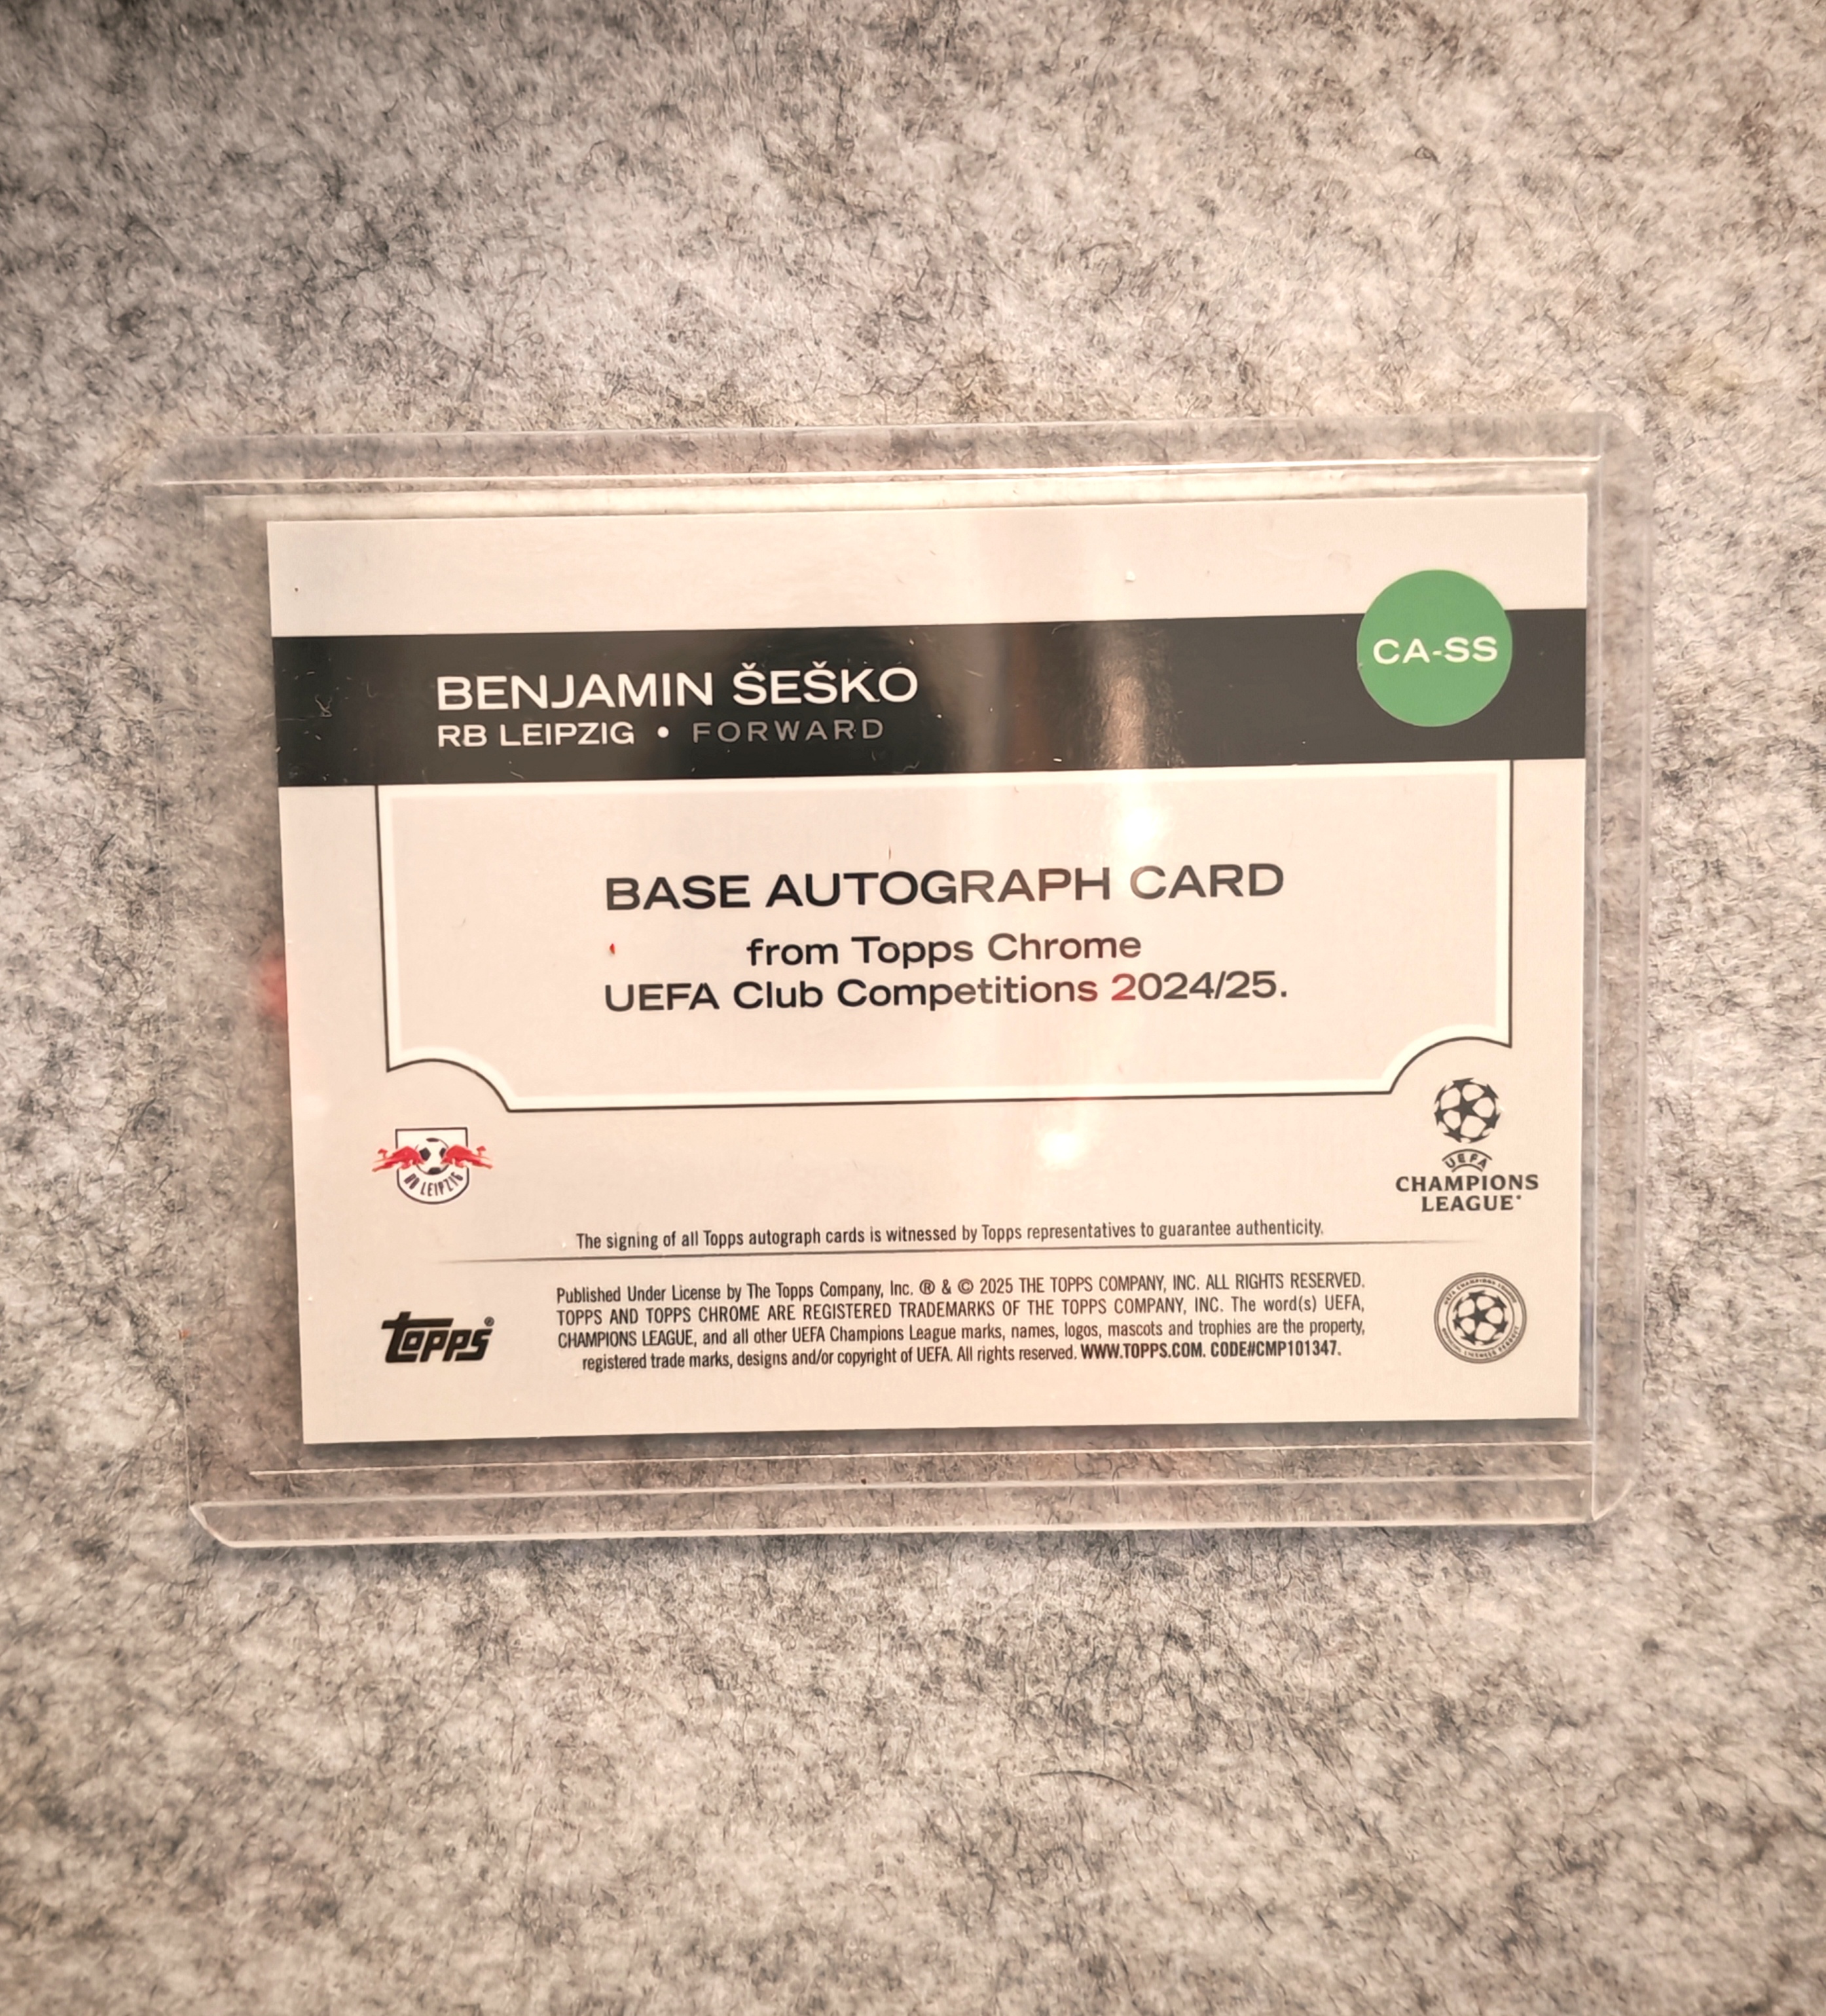 CA-SS
BENJAMIN ŠEŠKO
RB LEIPZIG • FORWARD
BASE AUTOGRAPH CARD
from Topps Chrome
UEFA Club Competitions 2024/25.
RB LEIPZIG
UEFA
CHAMPIONS
LEAGUE®
The signing of all Topps autograph cards is witnessed by Topps representatives to guarantee authenticity.
topps®
Published Under License by The Topps Company, Inc. ® & © 2025 THE TOPPS COMPANY, INC. ALL RIGHTS RESERVED.
TOPPS AND TOPPS CHROME ARE REGISTERED TRADEMARKS OF THE TOPPS COMPANY, INC. The word(s) UEFA,
CHAMPIONS LEAGUE, and all other UEFA Champions League marks, names, logos, mascots and trophies are the property,
registered trade marks, designs and/or copyright of UEFA. All rights reserved. WWW.TOPPS.COM. CODE#CMP101347.